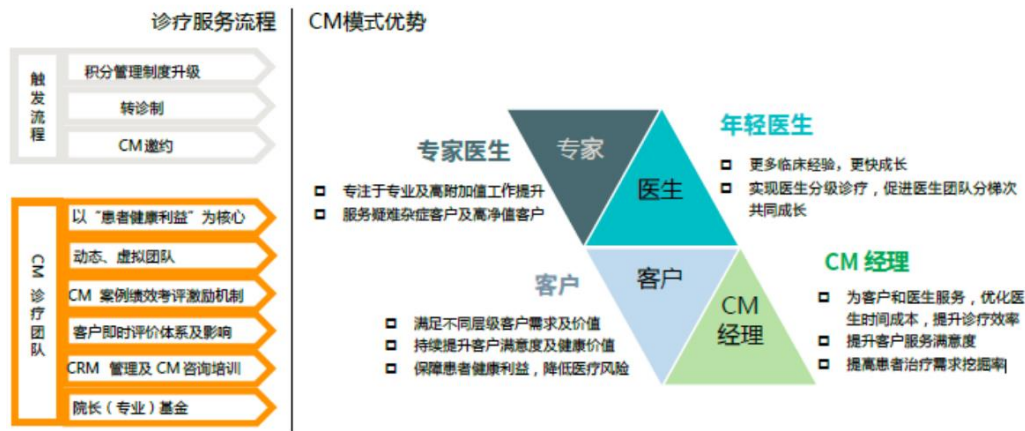 诊疗服务流程
触发流程
积分管理制度升级
转诊制
CM邀约
CM诊疗团队
以“患者健康利益”为核心
动态、虚拟团队
CM 案例绩效考评激励机制
客户即时评价体系及影响
CRM 管理及CM咨询培训
院长（专业）基金
CM模式优势
专家医生
专注于专业及高附加值工作提升
服务疑难杂症客户及高净值客户
专家
医生
年轻医生
更多临床经验，更快成长
实现医生分级诊疗，促进医生团队分梯次
共同成长
客户
满足不同层级客户需求及价值
持续提升客户满意度及健康价值
保障患者健康利益，降低医疗风险
客户
CM
经理
CM 经理
为客户和医生服务，优化医
生时间成本，提升诊疗效率
提升客户服务满意度
提高患者治疗需求挖掘率